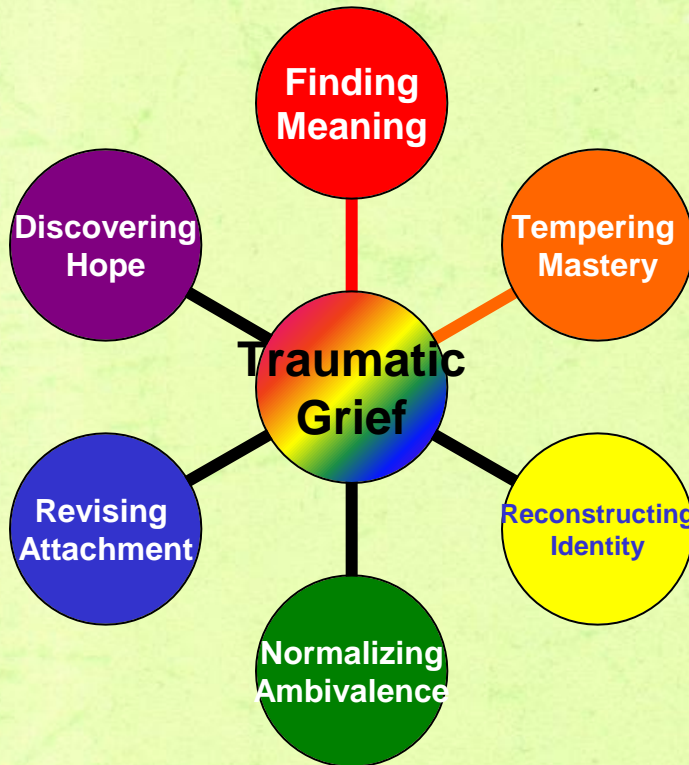 Finding
Meaning
Discovering
Hope
Tempering
Mastery
Traumatic
Grief
Revising
Attachment
Reconstructing
Identity
Normalizing
Ambivalence